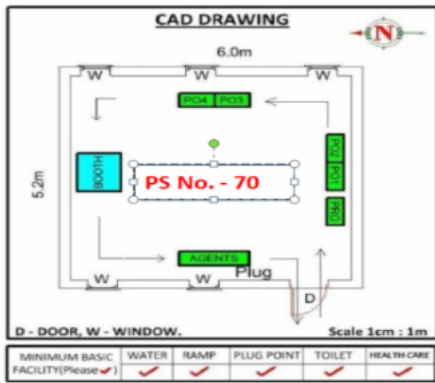 CAD DRAWING
N
6.0m
W W W
PO4 PO3
5.2m
BOOTH
PS No. - 70
PO2
PO1
PRO
AGENTS
Plug
W W
D
D - DOOR, W - WINDOW. Scale 1cm : 1m
MINIMUM BASIC FACILITY(Please ✓) WATER RAMP PLUG POINT TOILET HEALTH CARE
✓ ✓ ✓ ✓ ✓